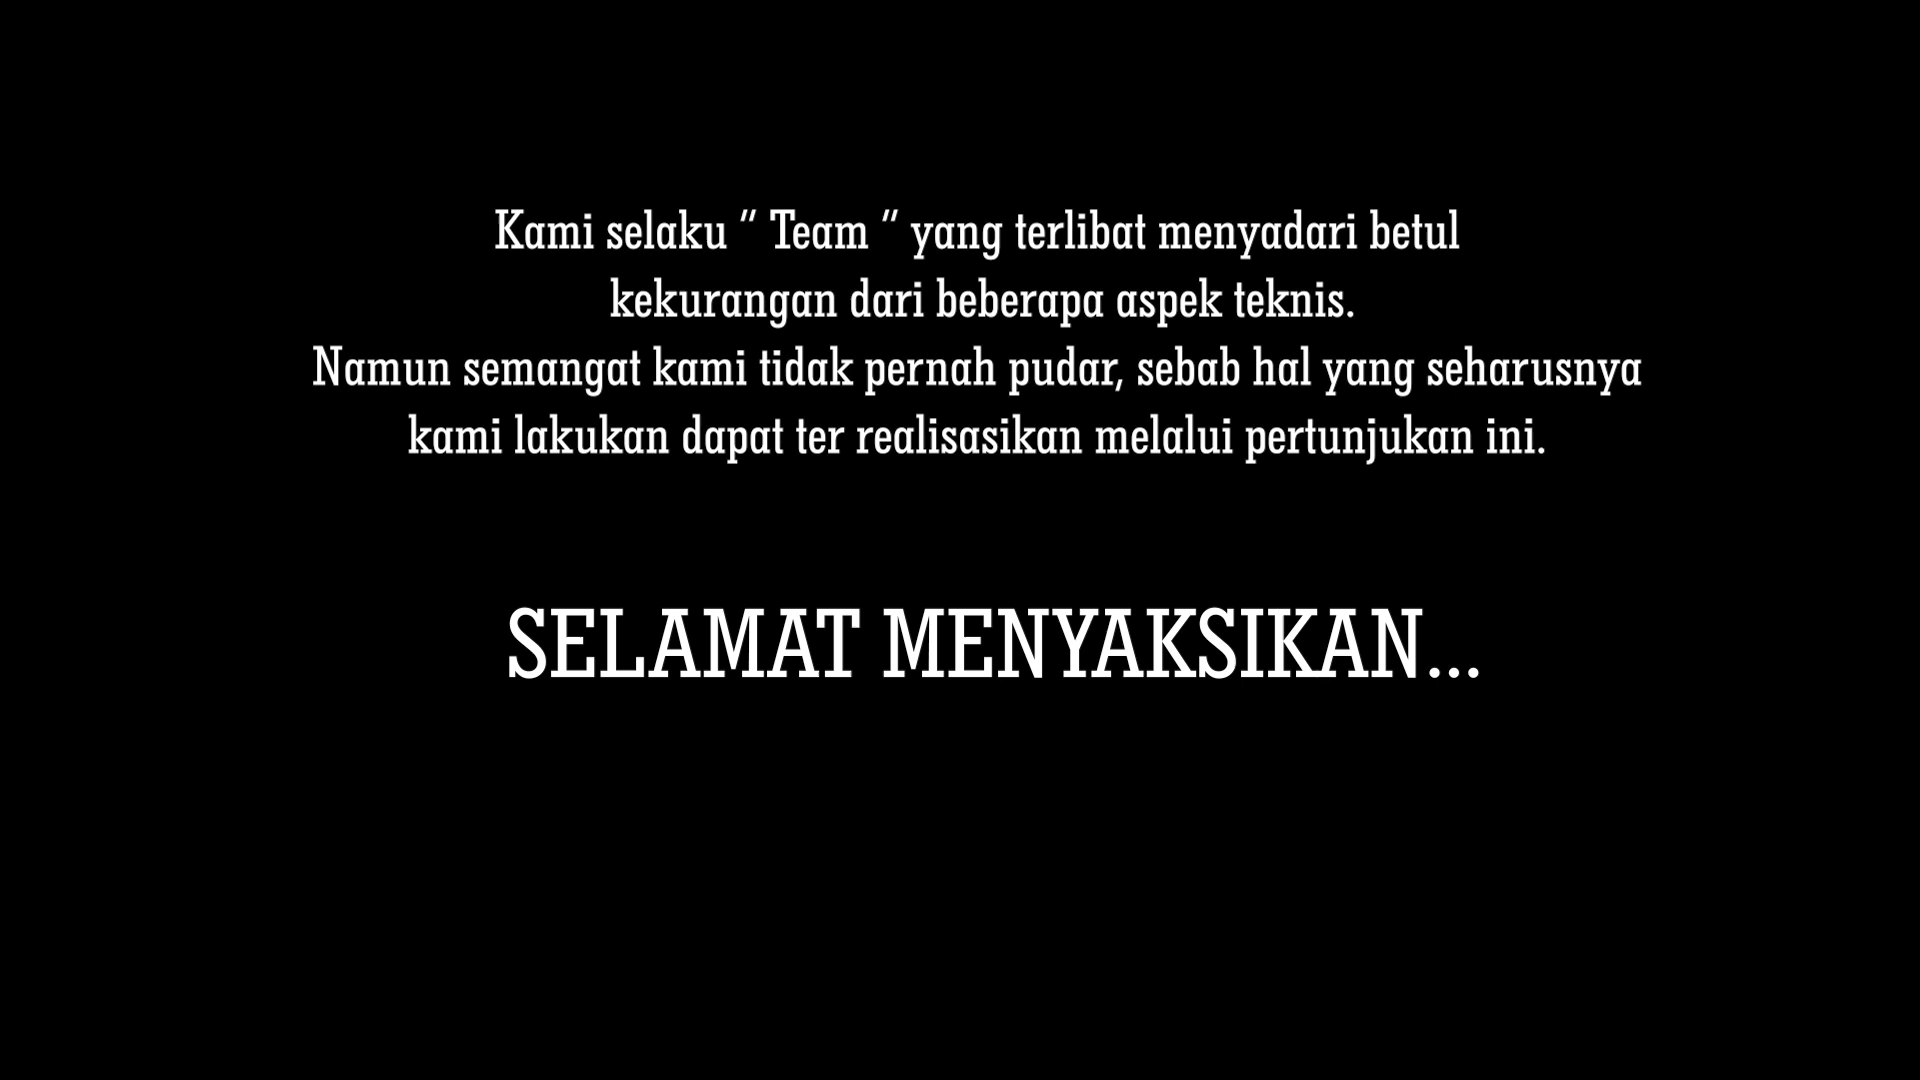 Kami selaku “ Team “ yang terlibat menyadari betul
kekurangan dari beberapa aspek teknis.
Namun semangat kami tidak pernah pudar, sebab hal yang seharusnya
kami lakukan dapat ter realisasikan melalui pertunjukan ini.
SELAMAT MENYAKSIKAN...